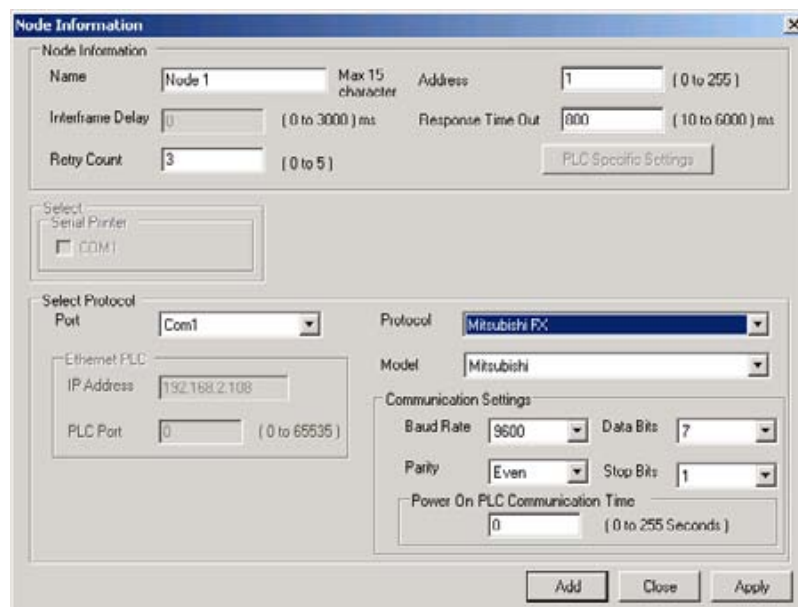 Node Information
Node Information
Name Node 1 Max 15 character Address 1 ( 0 to 255 )
Interframe Delay 0 ( 0 to 3000 ) ms Response Time Out 800 ( 10 to 6000 ) ms
Retry Count 3 ( 0 to 5 ) PLC Specific Settings
Select
Serial Printer
COM1
Select Protocol
Port Com1 Protocol Mitsubishi FX
Ethernet PLC
Model Mitsubishi
IP Address 192.168.2.108
Communication Settings
Baud Rate 9600 Data Bits 7
PLC Port 0 ( 0 to 65535 )
Parity Even Stop Bits 1
Power On PLC Communication Time
0 ( 0 to 255 Seconds )
Add Close Apply